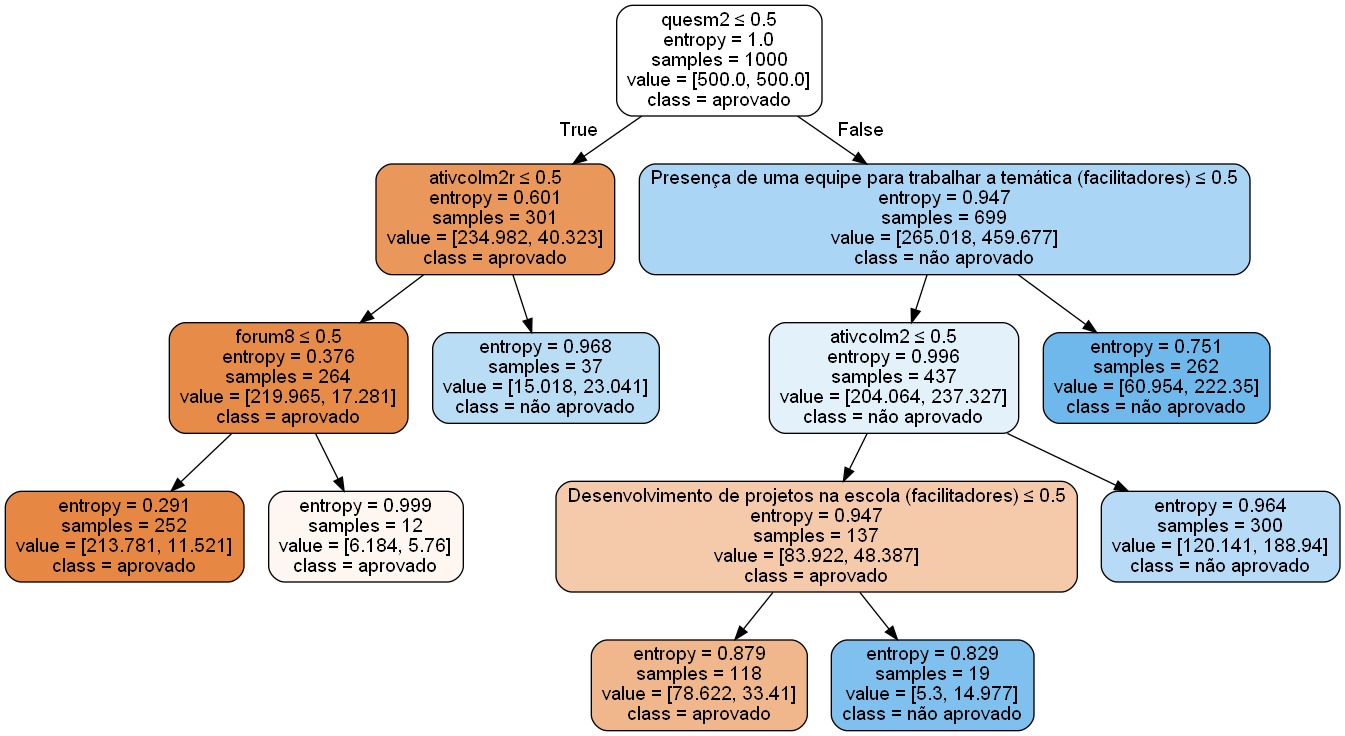 quesm2 ≤ 0.5
entropy = 1.0
samples = 1000
value = [500.0, 500.0]
class = aprovado
True
False
ativcolm2r ≤ 0.5
entropy = 0.601
samples = 301
value = [234.982, 40.323]
class = aprovado
Presença de uma equipe para trabalhar a temática (facilitadores) ≤ 0.5
entropy = 0.947
samples = 699
value = [265.018, 459.677]
class = não aprovado
forum8 ≤ 0.5
entropy = 0.376
samples = 264
value = [219.965, 17.281]
class = aprovado
entropy = 0.968
samples = 37
value = [15.018, 23.041]
class = não aprovado
ativcolm2 ≤ 0.5
entropy = 0.996
samples = 437
value = [204.064, 237.327]
class = não aprovado
entropy = 0.751
samples = 262
value = [60.954, 222.35]
class = não aprovado
entropy = 0.291
samples = 252
value = [213.781, 11.521]
class = aprovado
entropy = 0.999
samples = 12
value = [6.184, 5.76]
class = aprovado
Desenvolvimento de projetos na escola (facilitadores) ≤ 0.5
entropy = 0.947
samples = 137
value = [83.922, 48.387]
class = aprovado
entropy = 0.964
samples = 300
value = [120.141, 188.94]
class = não aprovado
entropy = 0.879
samples = 118
value = [78.622, 33.41]
class = aprovado
entropy = 0.829
samples = 19
value = [5.3, 14.977]
class = não aprovado